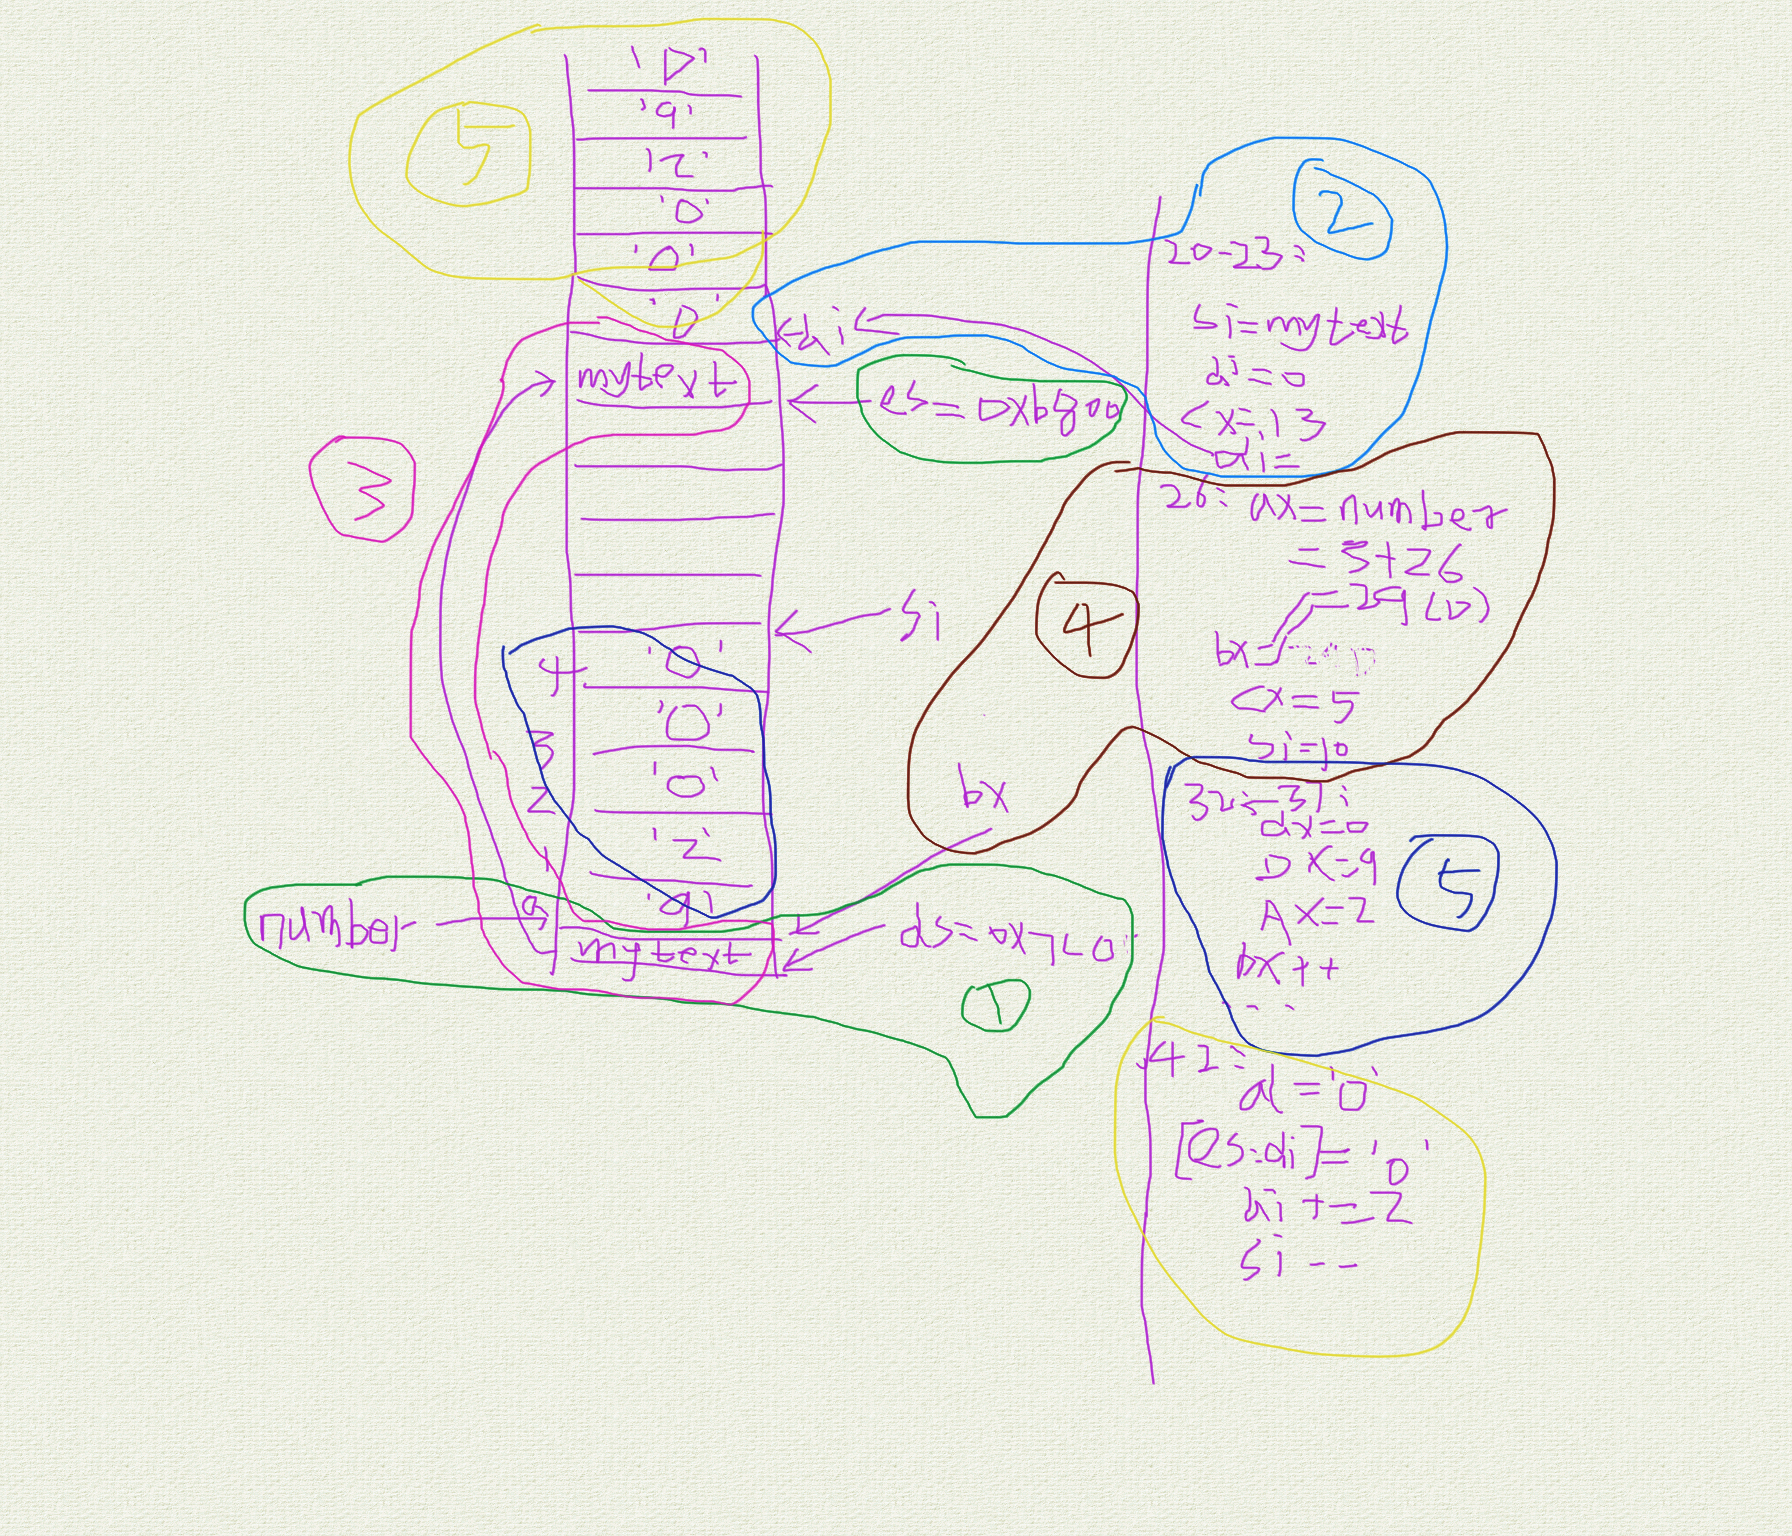 'D'
'9'
'2'
'0'
'0'
'D'
5
mytext
<-di
es=0xb800
3
si
4 '0'
3 '0'
2 '0'
1 '2'
0 '9'
number
mytext
bx
ds=0x7c0
1
2
20-23:
si=mytext
di=0
cx=13
di=
4
26: ax=number
=3+26
=29(D)
bx=
cx=5
si=10
32-37:
dx=0
DX=9
AX=2
bx++
...
5
42:
al='0'
[es:di]='0'
di+=2
si--